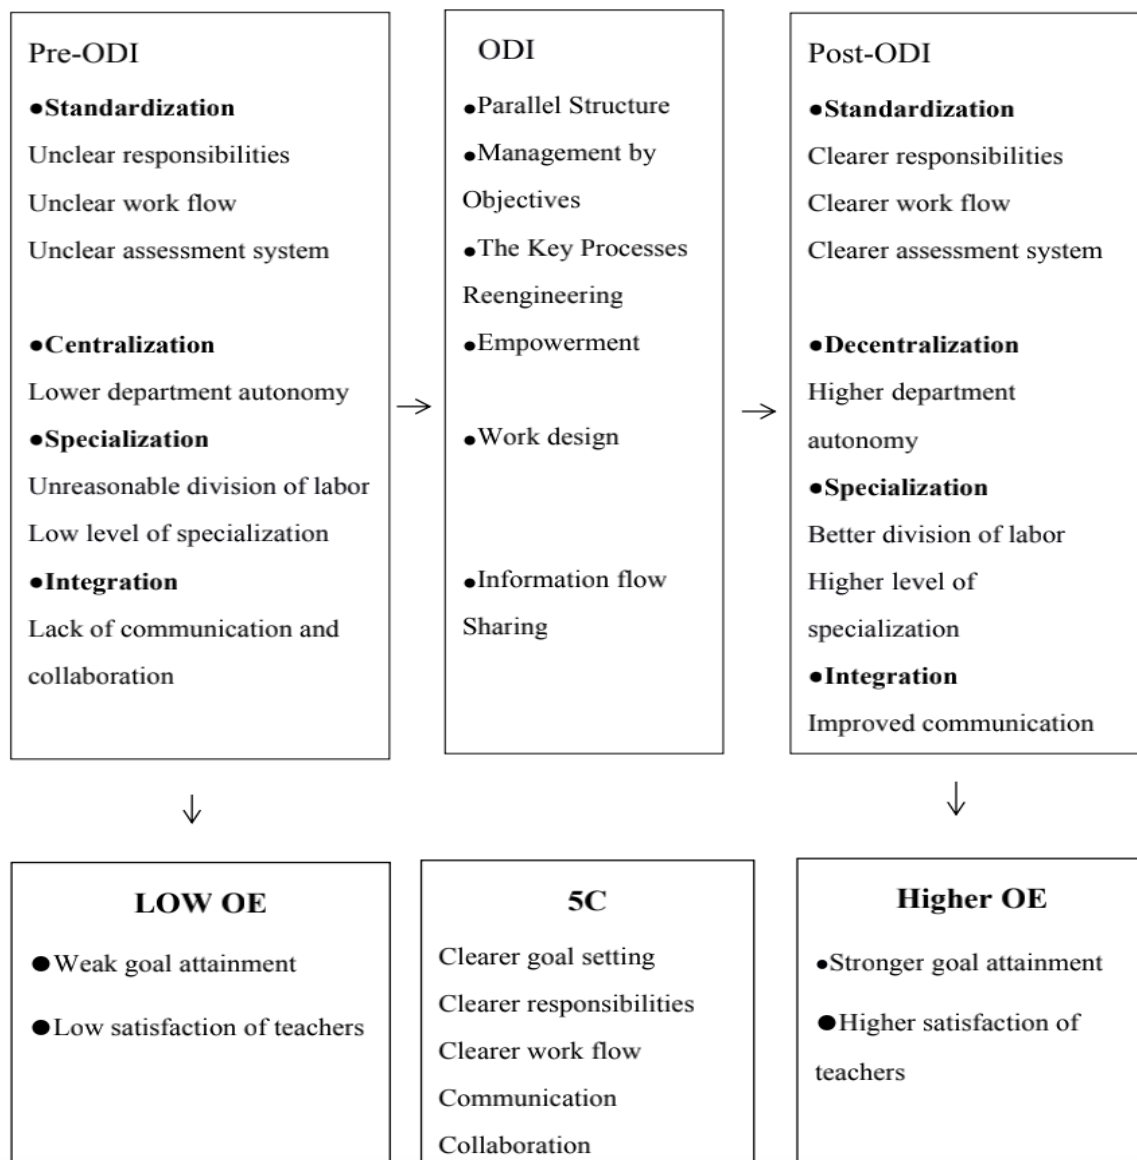 Pre-ODI
●Standardization
Unclear responsibilities
Unclear work flow
Unclear assessment system
●Centralization
Lower department autonomy
●Specialization
Unreasonable division of labor
Low level of specialization
●Integration
Lack of communication and
collaboration
ODI
●Parallel Structure
●Management by
Objectives
●The Key Processes
Reengineering
●Empowerment
●Work design
●Information flow
Sharing
Post-ODI
●Standardization
Clearer responsibilities
Clearer work flow
Clearer assessment system
●Decentralization
Higher department
autonomy
●Specialization
Better division of labor
Higher level of
specialization
●Integration
Improved communication
LOW OE
●Weak goal attainment
●Low satisfaction of teachers
5C
Clearer goal setting
Clearer responsibilities
Clearer work flow
Communication
Collaboration
Higher OE
●Stronger goal attainment
●Higher satisfaction of
teachers